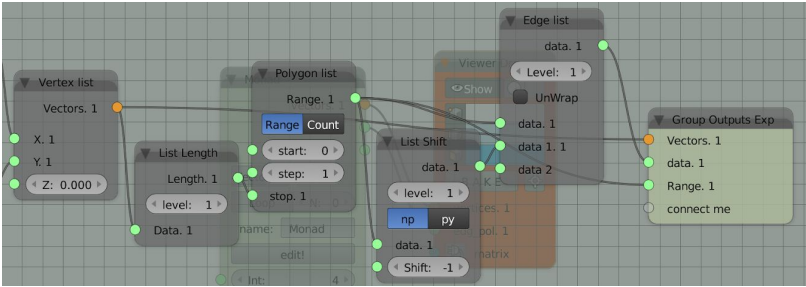 Vertex list
Vectors. 1
X. 1
Y. 1
Z: 0.000
List Length
Length. 1
level: 1
Data. 1
Polygon list
Range. 1
Range Count
start: 0
step: 1
stop. 1
name: Monad
edit!
Int: 4
Viewer
Show
List Shift
data. 1
level: 1
np py
data. 1
Shift: -1
matrix
Edge list
data. 1
Level: 1
UnWrap
data. 1
data 1. 1
data 2
Group Outputs Exp
Vectors. 1
data. 1
Range. 1
connect me